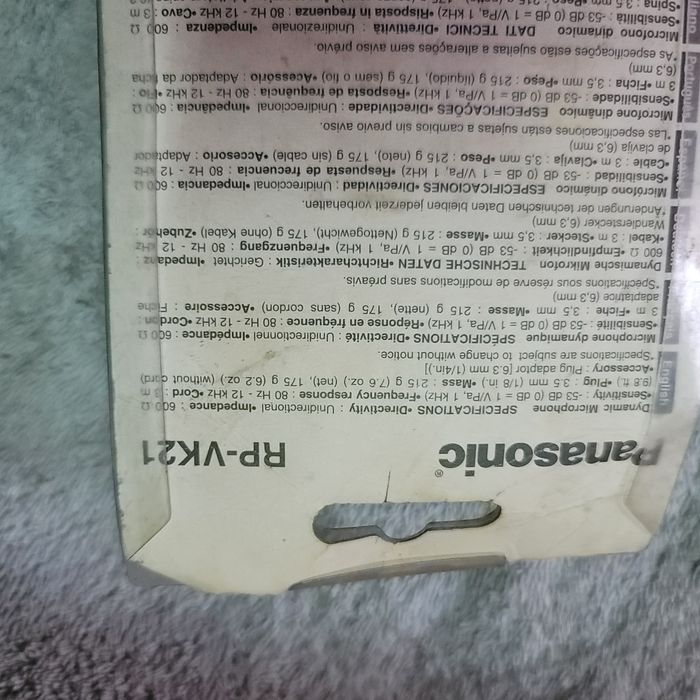 Panasonic® RP-VK21
English
Dynamic Microphone SPECIFICATIONS •Directivity : Unidirectional •Impedance : 600 Ω
•Sensitivity : -53 dB (0 dB = 1 V/Pa, 1 kHz) •Frequency response : 80 Hz - 12 kHz •Cord : 3 m
(9.8 ft.) •Plug : 3.5 mm (1/8 in.) •Mass : 215 g (7.6 oz.) (net), 175 g (6.2 oz.) (without cord)
•Accessory : Plug adaptor [6.3 mm (1/4in.)]
*Specifications are subject to change without notice.
Microphone dynamique SPECIFICATIONS •Directivité : Unidirectionnel •Impédance : 600 Ω
•Sensibilité : -53 dB (0 dB = 1 V/Pa, 1 kHz) •Réponse en fréquence : 80 Hz - 12 kHz •Cordon :
3 m •Fiche : 3,5 mm •Masse : 215 g (nette), 175 g (sans cordon) •Accessoire : Fiche
adaptatrice (6,3 mm)
*Spécifications sous réserve de modifications sans préavis.
Dynamische Mikrofon TECHNISCHE DATEN •Richtcharakteristik : Gerichtet •Impedanz :
600 Ω •Empfindlichkeit : -53 dB (0 dB = 1 V/Pa, 1 kHz) •Frequenzgang : 80 Hz - 12 kHz
•Kabel : 3 m •Stecker : 3,5 mm •Masse : 215 g (Nettogewicht), 175 g (ohne Kabel) •Zubehör :
Wandlerstecker (6,3 mm)
*Änderungen der technischen Daten bleiben jederzeit vorbehalten.
Micrófono dinámico ESPECIFICACIONES •Directividad : Unidireccional •Impedancia : 600 Ω
•Sensibilidad : -53 dB (0 dB = 1 V/Pa, 1 kHz) •Respuesta de frecuencia : 80 Hz - 12 kHz
•Cable : 3 m •Clavija : 3,5 mm •Peso : 215 g (neto), 175 g (sin cable) •Accesorio : Adaptador
de clavija (6,3 mm)
*Las especificaciones están sujetas a cambios sin previo aviso.
Português
Microfone dinâmico ESPECIFICAÇÕES •Directividade : Unidireccional •Impedância : 600 Ω
•Sensibilidade : -53 dB (0 dB = 1 V/Pa, 1 kHz) •Resposta de frequência : 80 Hz - 12 kHz •Fio :
3 m •Ficha : 3,5 mm •Peso : 215 g (líquido), 175 g (sem o fio) •Acessorio : Adaptador da ficha
(6,3 mm)
*As especificações estão sujeitas a alterações sem aviso prévio
Microfono dinamico DATI TECNICI •Direttività : Unidirezionale •Impedenza : 600 Ω
•Sensibilità : -53 dB (0 dB = 1 V/Pa, 1 kHz) •Risposta in frequenza : 80 Hz - 12 kHz •Cavo : 3 m
•Spina : 3,5 mm •Peso : 215 g